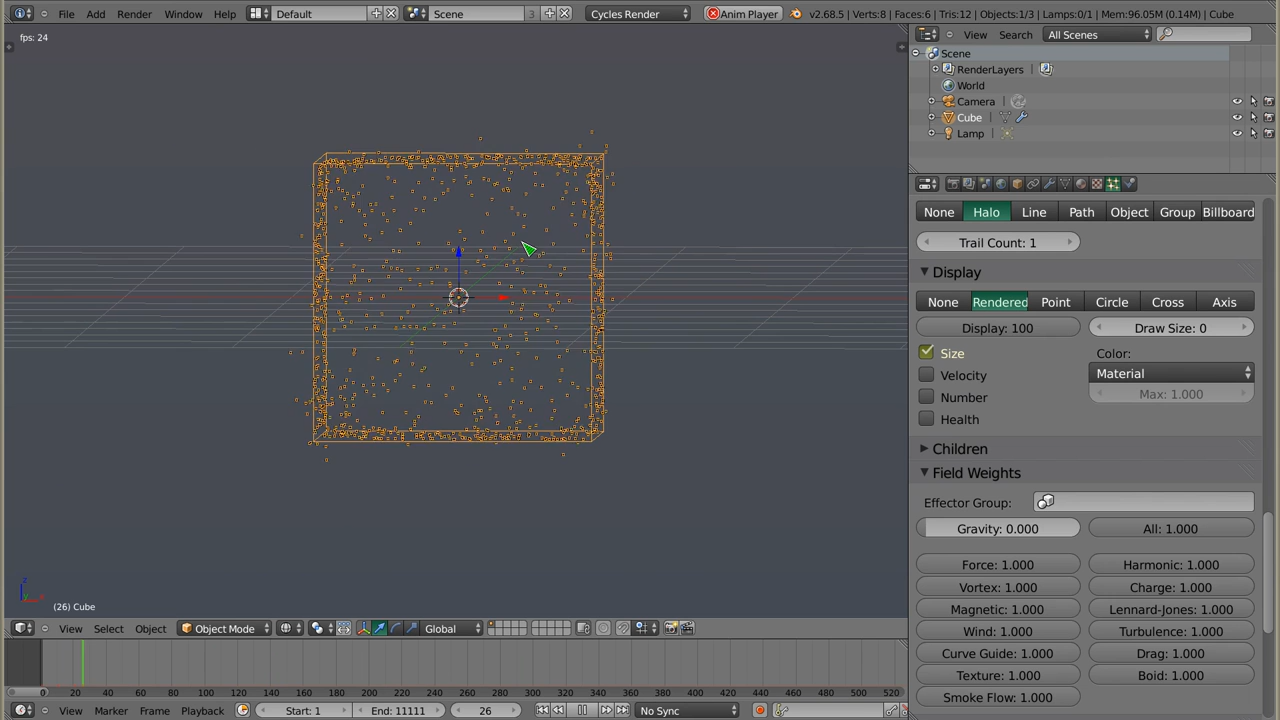 File Add Render Window Help Default Scene 3 Cycles Render Anim Player v2.68.5 | Verts:8 | Faces:6 | Tris:12 | Objects:1/3 | Lamps:0/1 | Mem:96.05M (0.14M) | Cube
fps: 24
View Search All Scenes
Scene
RenderLayers
World
Camera
Cube
Lamp
None Halo Line Path Object Group Billboard
Trail Count: 1
Display
None Rendered Point Circle Cross Axis
Display: 100 Draw Size: 0
Size Color:
Velocity Material
Number Max: 1.000
Health
Children
Field Weights
Effector Group:
Gravity: 0.000 All: 1.000
Force: 1.000 Harmonic: 1.000
Vortex: 1.000 Charge: 1.000
Magnetic: 1.000 Lennard-Jones: 1.000
Wind: 1.000 Turbulence: 1.000
Curve Guide: 1.000 Drag: 1.000
Texture: 1.000 Boid: 1.000
Smoke Flow: 1.000
z
(26) Cube
View Select Object Object Mode Global
0 20 40 60 80 100 120 140 160 180 200 220 240 260 280 300 320 340 360 380 400 420 440 460 480 500 520
View Marker Frame Playback Start: 1 End: 11111 26 No Sync